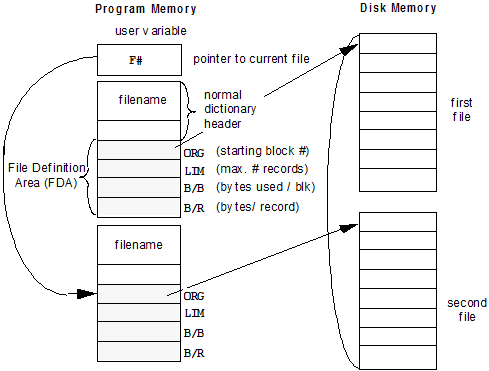 Program Memory
Disk Memory
user variable
F#
pointer to current file
filename
normal
dictionary
header
first
file
File Definition
Area (FDA)
ORG (starting block #)
LIM (max. # records)
B/B (bytes used / blk)
B/R (bytes/ record)
filename
ORG
LIM
B/B
B/R
second
file